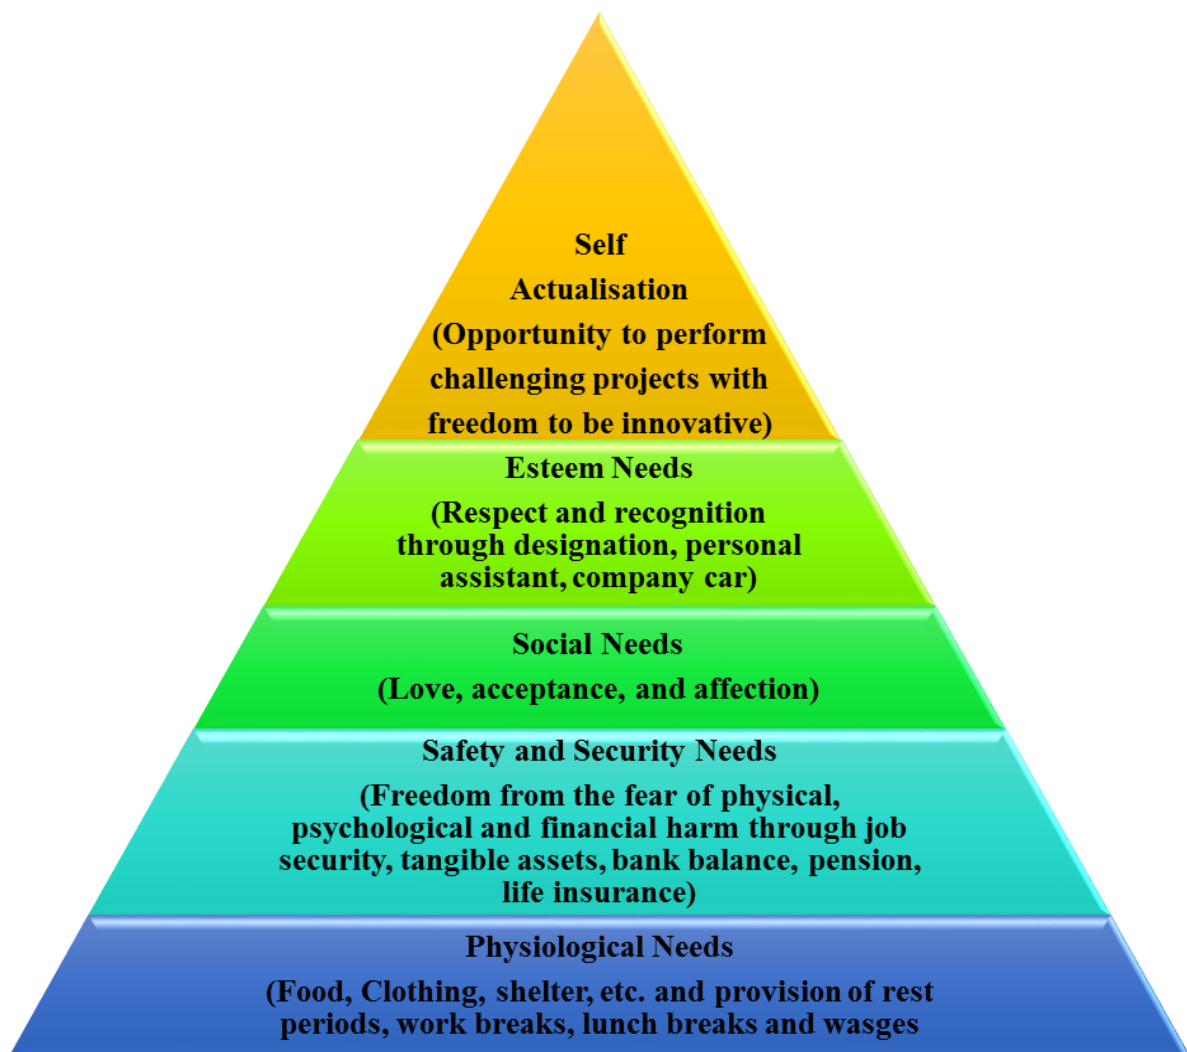 Self
Actualisation
(Opportunity to perform
challenging projects with
freedom to be innovative)
Esteem Needs
(Respect and recognition
through designation, personal
assistant, company car)
Social Needs
(Love, acceptance, and affection)
Safety and Security Needs
(Freedom from the fear of physical,
psychological and financial harm through job
security, tangible assets, bank balance, pension,
life insurance)
Physiological Needs
(Food, Clothing, shelter, etc. and provision of rest
periods, work breaks, lunch breaks and wasges